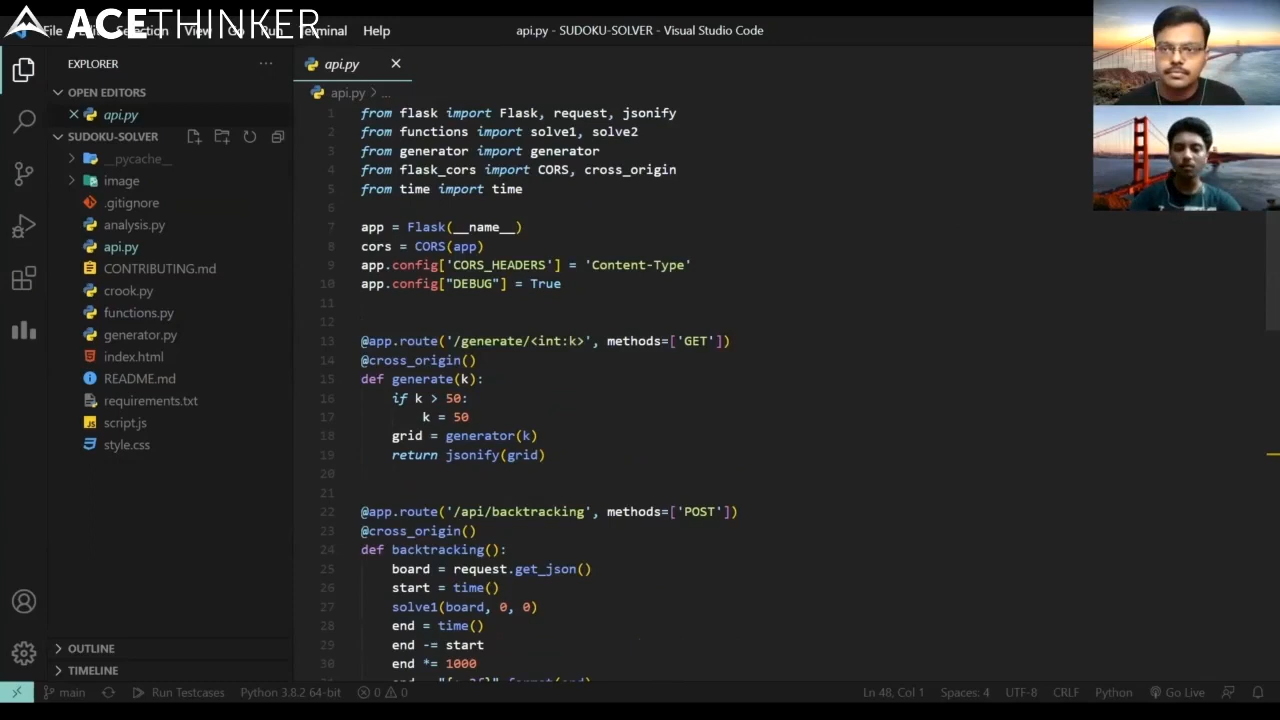 ACETHINKER
File Edit Selection View Go Run Terminal Help
api.py - SUDOKU-SOLVER - Visual Studio Code
EXPLORER
OPEN EDITORS
api.py
SUDOKU-SOLVER
__pycache__
image
.gitignore
analysis.py
api.py
CONTRIBUTING.md
crook.py
functions.py
generator.py
index.html
README.md
requirements.txt
script.js
style.css
OUTLINE
TIMELINE
api.py
api.py > ...
1 from flask import Flask, request, jsonify
2 from functions import solve1, solve2
3 from generator import generator
4 from flask_cors import CORS, cross_origin
5 from time import time
6
7 app = Flask(__name__)
8 cors = CORS(app)
9 app.config['CORS_HEADERS'] = 'Content-Type'
10 app.config["DEBUG"] = True
11
12
13 @app.route('/generate/<int:k>', methods=['GET'])
14 @cross_origin()
15 def generate(k):
16 if k > 50:
17 k = 50
18 grid = generator(k)
19 return jsonify(grid)
20
21
22 @app.route('/api/backtracking', methods=['POST'])
23 @cross_origin()
24 def backtracking():
25 board = request.get_json()
26 start = time()
27 solve1(board, 0, 0)
28 end = time()
29 end -= start
30 end *= 1000
main
Run Testcases
Python 3.8.2 64-bit
0
0
Ln 48, Col 1
Spaces: 4
UTF-8
CRLF
Python
Go Live